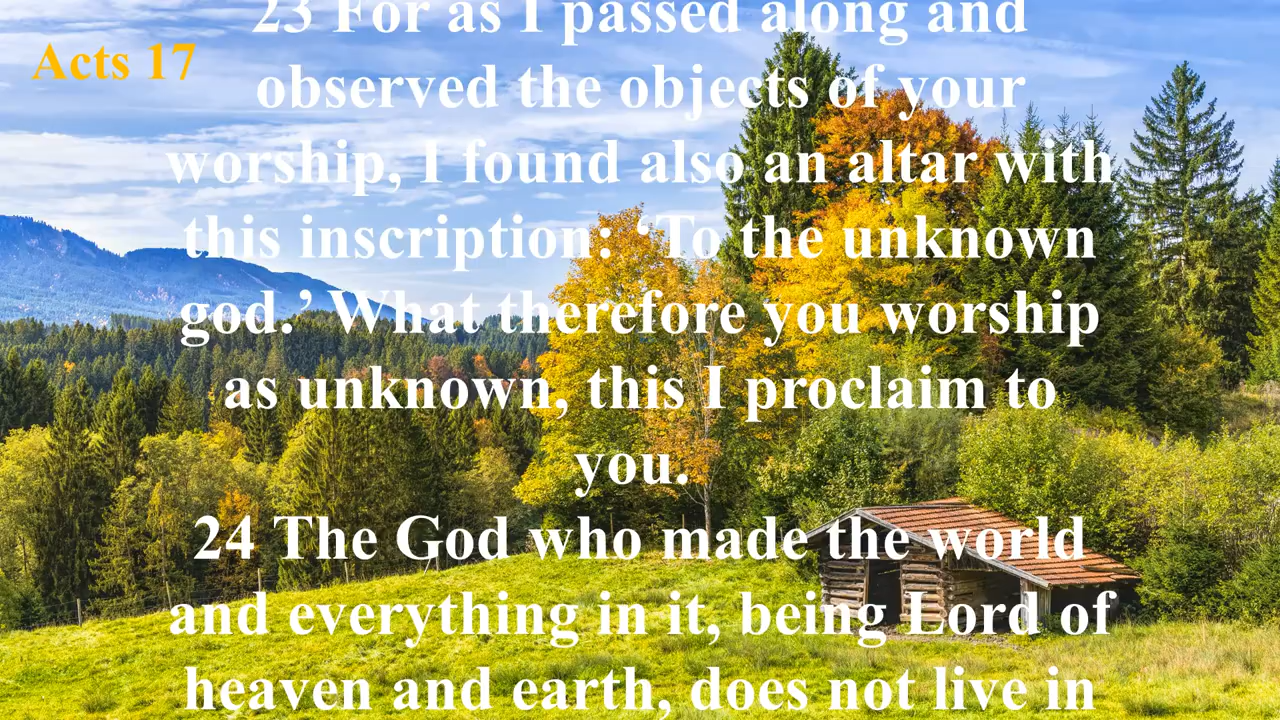 23 For as I passed along and
Acts 17
observed the objects of your
worship, I found also an altar with
this inscription: ‘To the unknown
god.’ What therefore you worship
as unknown, this I proclaim to
you.
24 The God who made the world
and everything in it, being Lord of
heaven and earth, does not live in